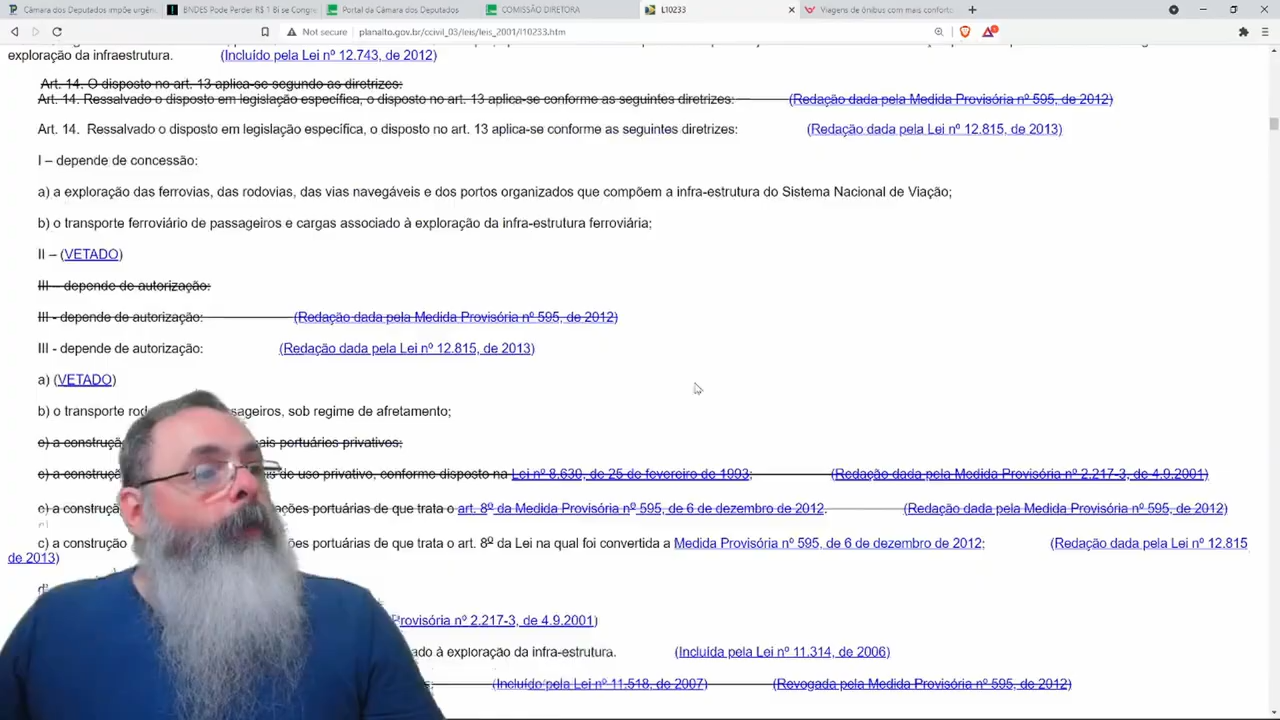 Câmara dos Deputados impõe urgênc
BNDES Pode Perder R$ 1 Bi se Congre
Portal da Câmara dos Deputados
COMISSÃO DIRETORA
L10233
Viagens de ônibus com mais conforto
Not secure planalto.gov.br/ccivil_03/leis/leis_2001/l10233.htm
exploração da infraestrutura. (Incluído pela Lei nº 12.743, de 2012)
Art. 14. O disposto no art. 13 aplica-se segundo as diretrizes:
Art. 14. Ressalvado o disposto em legislação específica, o disposto no art. 13 aplica-se conforme as seguintes diretrizes: (Redação dada pela Medida Provisória nº 595, de 2012)
Art. 14. Ressalvado o disposto em legislação específica, o disposto no art. 13 aplica-se conforme as seguintes diretrizes: (Redação dada pela Lei nº 12.815, de 2013)
I – depende de concessão:
a) a exploração das ferrovias, das rodovias, das vias navegáveis e dos portos organizados que compõem a infra-estrutura do Sistema Nacional de Viação;
b) o transporte ferroviário de passageiros e cargas associado à exploração da infra-estrutura ferroviária;
II – (VETADO)
III – depende de autorização:
III - depende de autorização: (Redação dada pela Medida Provisória nº 595, de 2012)
III - depende de autorização: (Redação dada pela Lei nº 12.815, de 2013)
a) (VETADO)
b) o transporte rod sageiros, sob regime de afretamento;
c) a construção ais portuários privativos;
c) a construçã is de uso privativo, conforme disposto na Lei nº 8.630, de 25 de fevereiro de 1993; (Redação dada pela Medida Provisória nº 2.217-3, de 4.9.2001)
c) a construçã ções portuárias de que trata o art. 8º da Medida Provisória nº 595, de 6 de dezembro de 2012. (Redação dada pela Medida Provisória nº 595, de 2012)
c) a construção ções portuárias de que trata o art. 8º da Lei na qual foi convertida a Medida Provisória nº 595, de 6 de dezembro de 2012; (Redação dada pela Lei nº 12.815
de 2013)
Provisória nº 2.217-3, de 4.9.2001)
ado à exploração da infra-estrutura. (Incluída pela Lei nº 11.314, de 2006)
(Incluído pela Lei nº 11.518, de 2007) (Revogada pela Medida Provisória nº 595, de 2012)